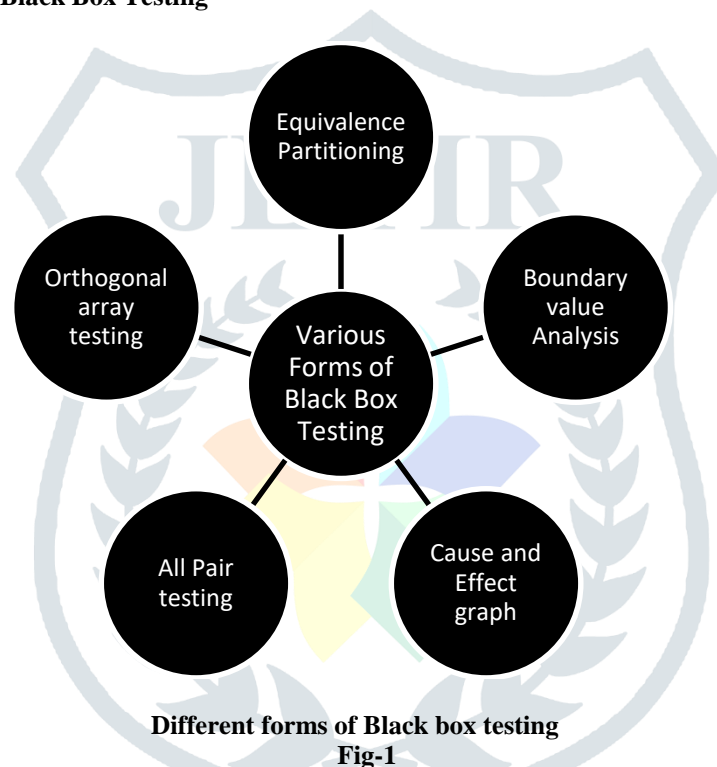 Black Box Testing
JETIR
Equivalence
Partitioning
Orthogonal
array
testing
Boundary
value
Analysis
Various
Forms of
Black Box
Testing
All Pair
testing
Cause and
Effect
graph
Different forms of Black box testing
Fig-1